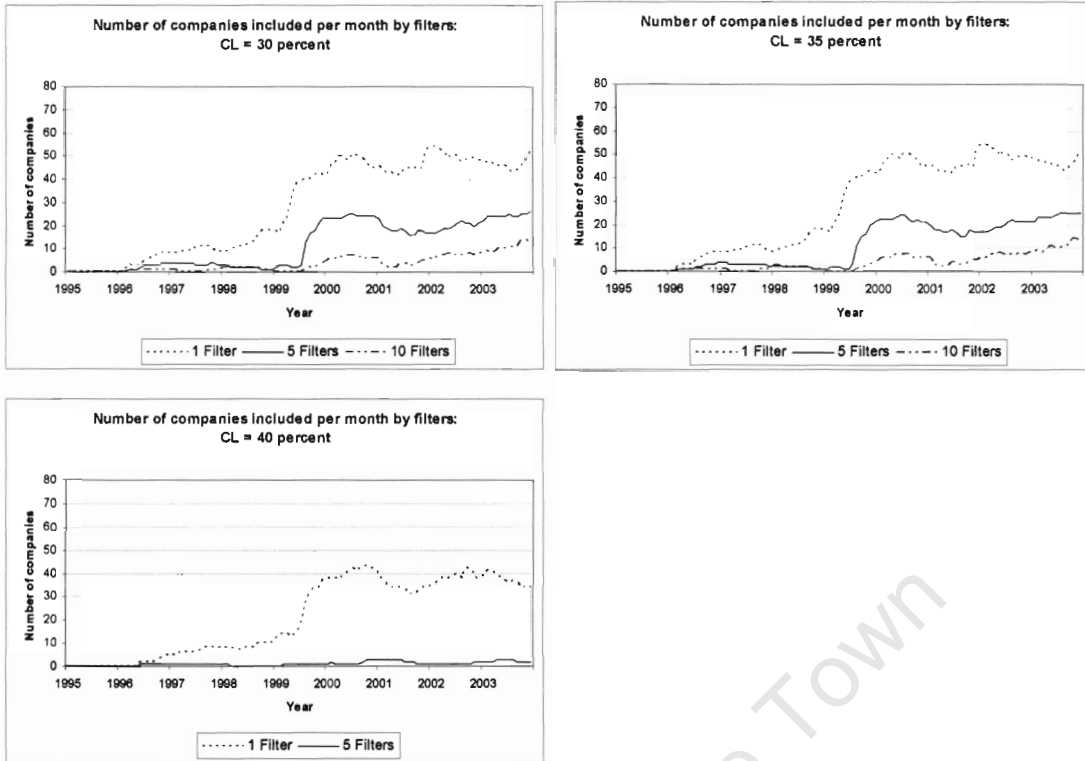 Number of companies included per month by filters:
CL = 30 percent
Number of companies
80
70
60
50
40
30
20
10
0
1995 1996 1997 1998 1999 2000 2001 2002 2003
Year
1 Filter 5 Filters 10 Filters
Number of companies included per month by filters:
CL = 35 percent
Number of companies
80
70
60
50
40
30
20
10
0
1995 1996 1997 1998 1999 2000 2001 2002 2003
Year
1 Filter 5 Filters 10 Filters
Number of companies included per month by filters:
CL = 40 percent
Number of companies
80
70
60
50
40
30
20
10
0
1995 1996 1997 1998 1999 2000 2001 2002 2003
Year
1 Filter 5 Filters
Town